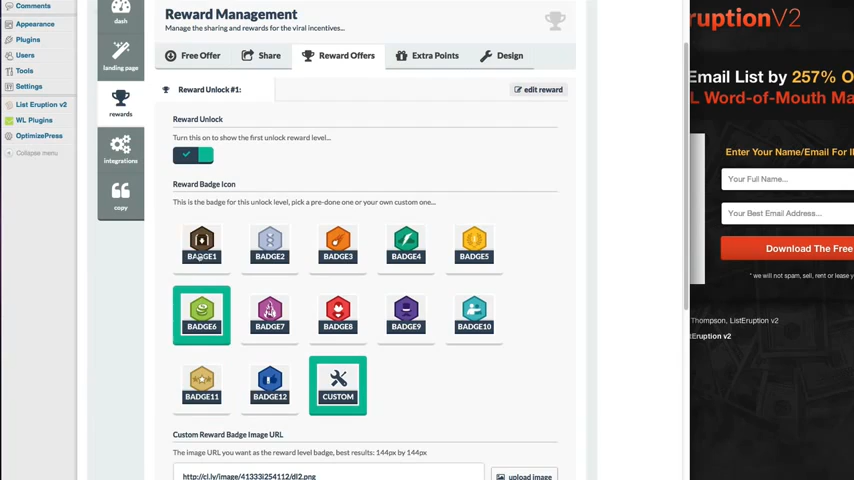 Comments
Appearance
Plugins
Users
Tools
Settings
List Eruption v2
WL Plugins
OptimizePress
Collapse menu
dash
landing page
rewards
integrations
copy
Reward Management
Manage the sharing and rewards for the viral incentives...
Free Offer
Share
Reward Offers
Extra Points
Design
Reward Unlock #1:
edit reward
Reward Unlock
Turn this on to show the first unlock reward level...
Reward Badge Icon
This is the badge for this unlock level, pick a pre-done one or your own custom one...
BADGE1
BADGE2
BADGE3
BADGE4
BADGE5
BADGE6
BADGE7
BADGE8
BADGE9
BADGE10
BADGE11
BADGE12
CUSTOM
Custom Reward Badge Image URL
The image URL you want as the reward level badge, best results: 144px by 144px
http://cl.ly/image/41333j254112/dl2.png
upload image
ruptionV2
Email List by 257% O
L Word-of-Mouth Ma
Enter Your Name/Email For I
Your Full Name...
Your Best Email Address...
Download The Free
* we will not spam, sell, rent or lease y
Thompson, ListEruption v2
tEruption v2